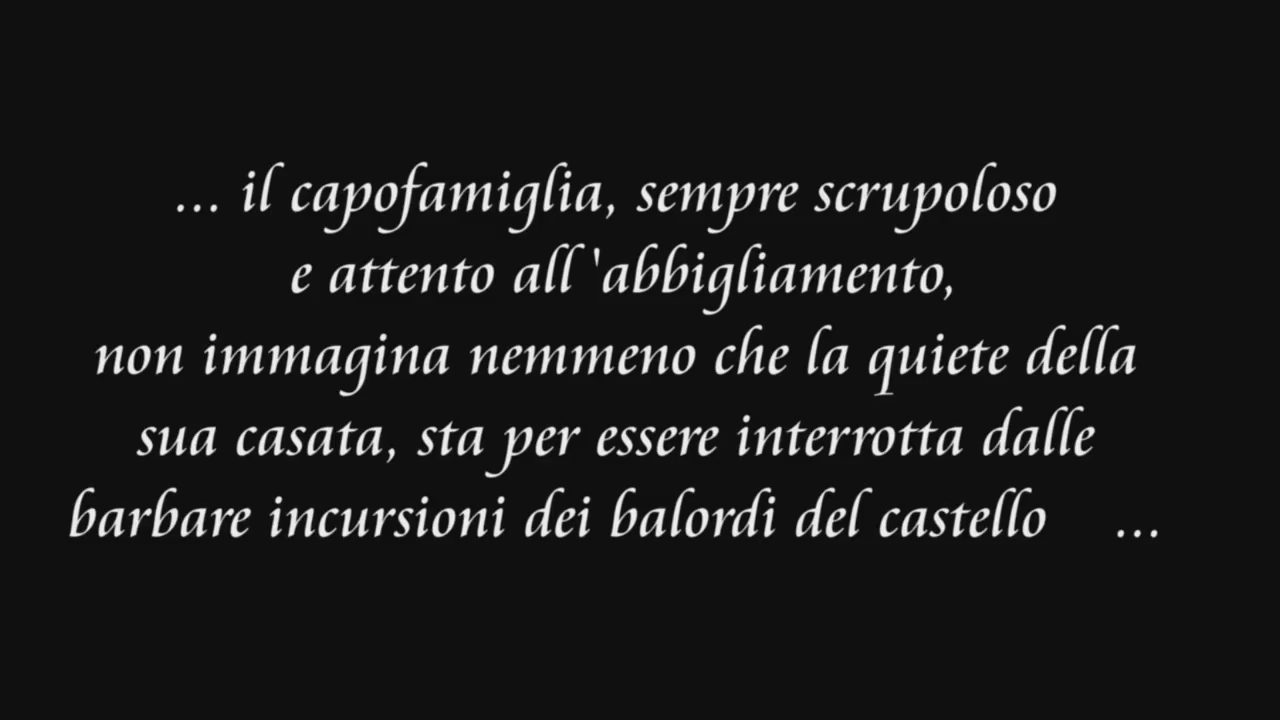 ... il capofamiglia, sempre scrupoloso
e attento all 'abbigliamento,
non immagina nemmeno che la quiete della
sua casata, sta per essere interrotta dalle
barbare incursioni dei balordi del castello ...